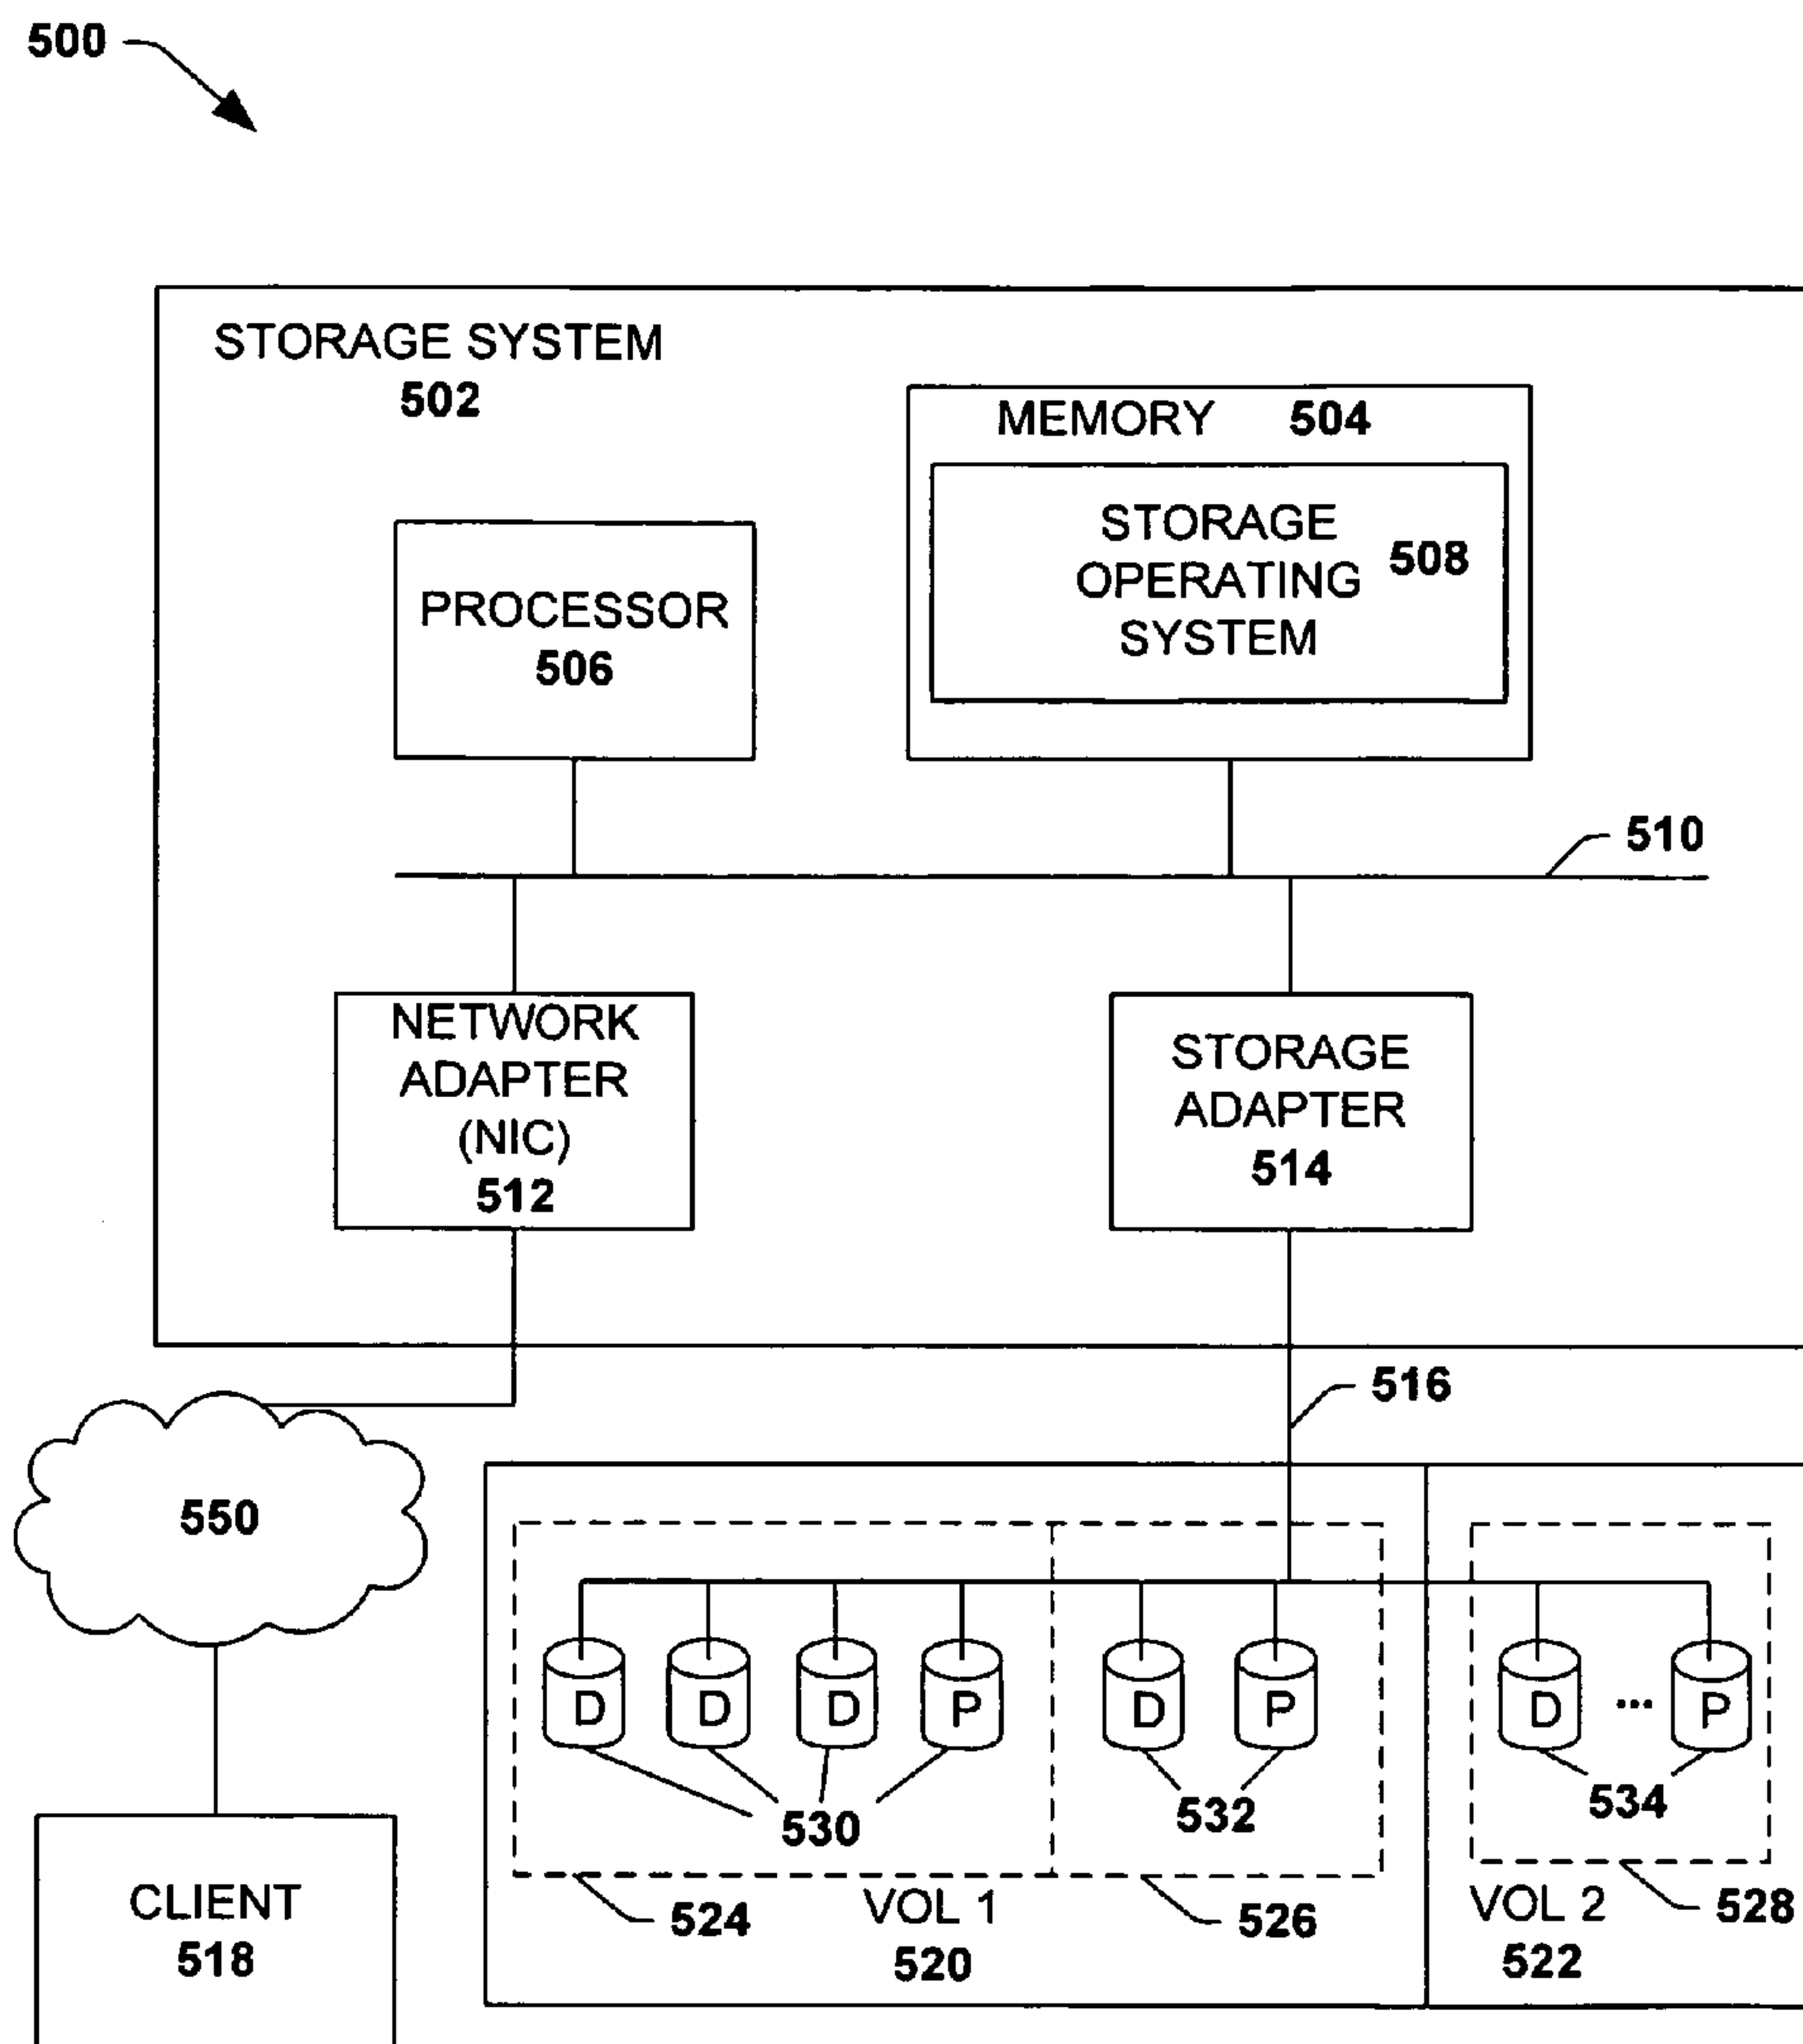 500
STORAGE SYSTEM
502
MEMORY 504
STORAGE
OPERATING
SYSTEM
508
PROCESSOR
506
510
NETWORK
ADAPTER
(NIC)
512
STORAGE
ADAPTER
514
516
550
D D D P D P D ... P
530
532
534
524
VOL 1
520
526
VOL 2
522
528
CLIENT
518